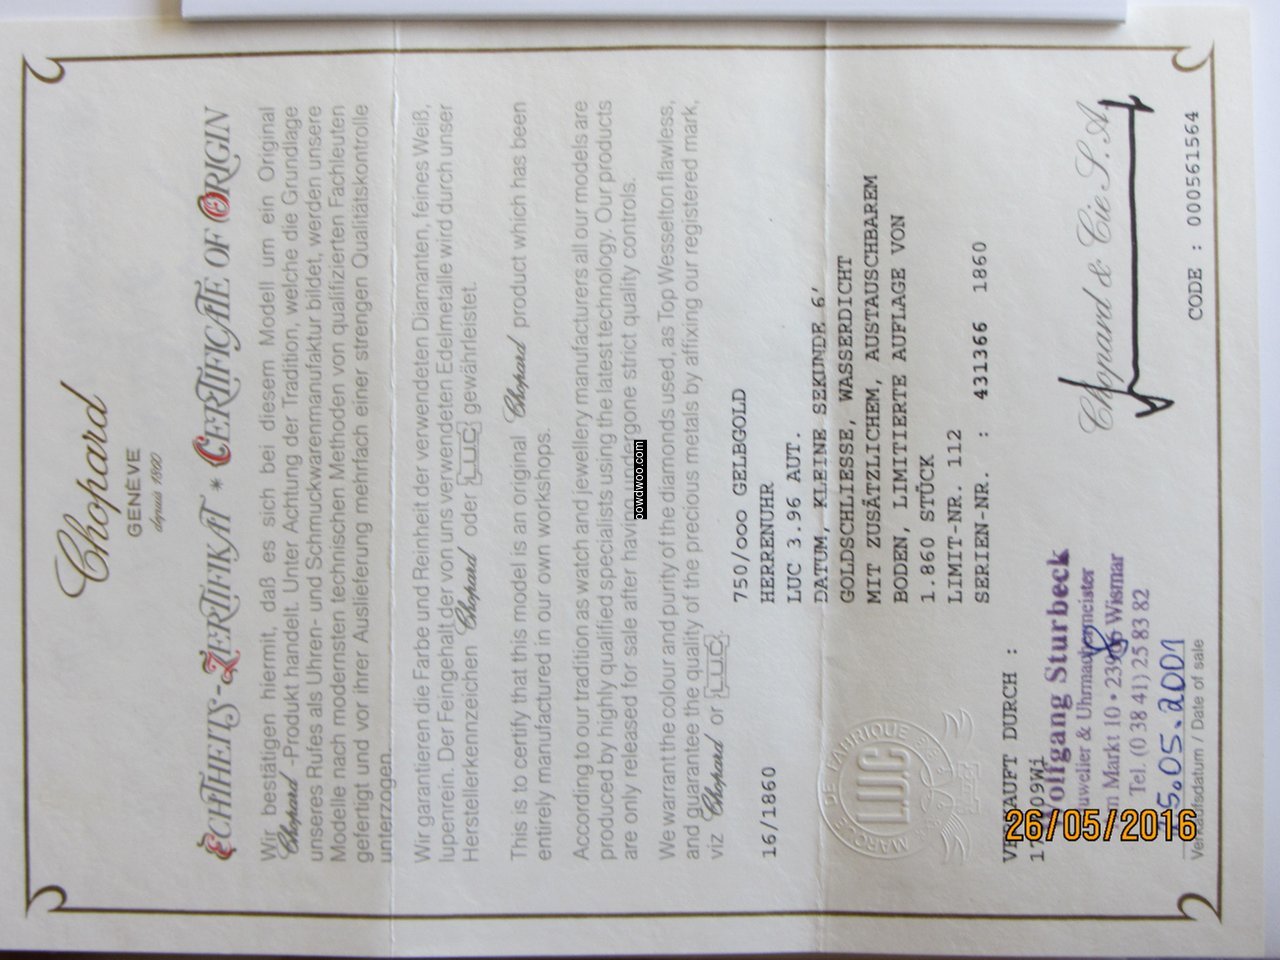 Chopard
GENÈVE
depuis 1860
ECHTHEITS-ZERTIFIKAT * CERTIFICATE OF ORIGIN
Wir bestätigen hiermit, daß es sich bei diesem Modell um ein Original
Chopard -Produkt handelt. Unter Achtung der Tradition, welche die Grundlage
unseres Rufes als Uhren- und Schmuckwarenmanufaktur bildet, werden unsere
Modelle nach modernsten technischen Methoden von qualifizierten Fachleuten
gefertigt und vor ihrer Auslieferung mehrfach einer strengen Qualitätskontrolle
unterzogen.
Wir garantieren die Farbe und Reinheit der verwendeten Diamanten, feines Weiß,
lupenrein. Der Feingehalt der von uns verwendeten Edelmetalle wird durch unser
Herstellerkennzeichen Chopard oder L.U.C gewährleistet.
This is to certify that this model is an original Chopard product which has been
entirely manufactured in our own workshops.
According to our tradition as watch and jewellery manufacturers all our models are
produced by highly qualified specialists using the latest technology. Our products
are only released for sale after having undergone strict quality controls.
We warrant the colour and purity of the diamonds used, as Top Wesselton flawless,
and guarantee the quality of the precious metals by affixing our registered mark,
viz Chopard or L.U.C.
750/ooo GELBGOLD
16/1860 HERRENUHR
LUC 3.96 AUT.
DATUM, KLEINE SEKUNDE 6'
GOLDSCHLIESSE, WASSERDICHT
MIT ZUSÄTZLICHEM, AUSTAUSCHBAREM
BODEN, LIMITIERTE AUFLAGE VON
1.860 STÜCK
LIMIT-NR. 112
SERIEN-NR. : 431366 1860
MARQUE DE FABRIQUE
L.U.C
VERKAUFT DURCH :
Wolfgang Sturbeck
Juwelier & Uhrmachermeister
Am Markt 10 • Wismar
Tel. (0 38 41) 25 83 82
5.05.2001
Verkaufsdatum / Date of sale
Chopard & Cie S.A.
CODE : 000561564
26/05/2016
powdwoo.com